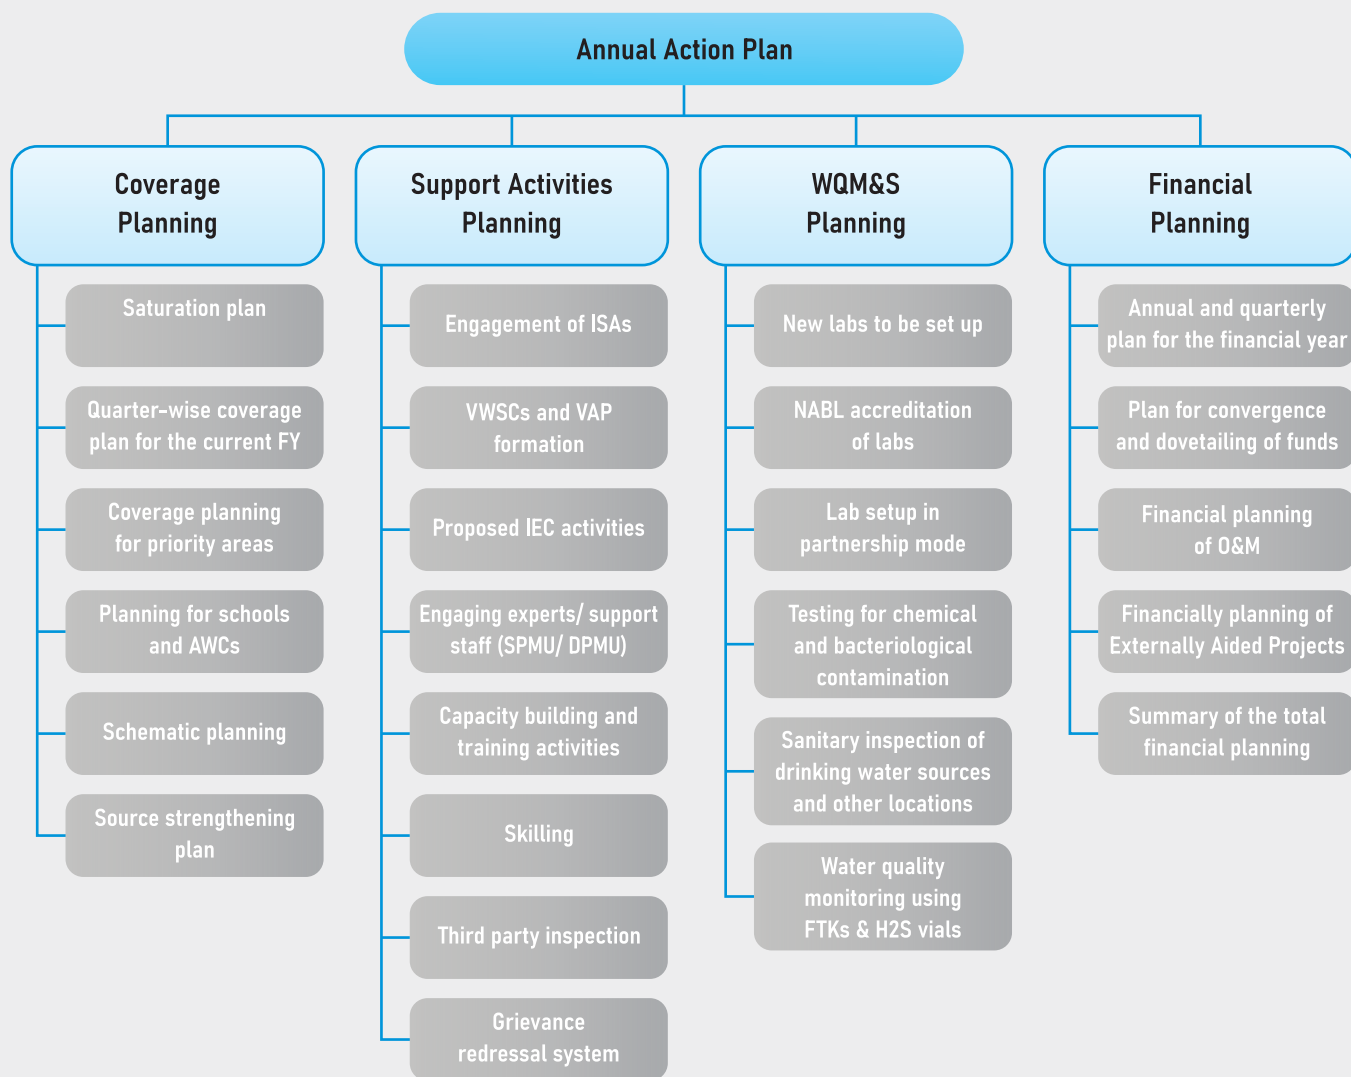 Annual Action Plan
Coverage
Planning
Saturation plan
Quarter-wise coverage
plan for the current FY
Coverage planning
for priority areas
Planning for schools
and AWCs
Schematic planning
Source strengthening
plan
Support Activities
Planning
Engagement of ISAs
VWSCs and VAP
formation
Proposed IEC activities
Engaging experts/ support
staff (SPMU/ DPMU)
Capacity building and
training activities
Skilling
Third party inspection
Grievance
redressal system
WQM&S
Planning
New labs to be set up
NABL accreditation
of labs
Lab setup in
partnership mode
Testing for chemical
and bacteriological
contamination
Sanitary inspection of
drinking water sources
and other locations
Water quality
monitoring using
FTKs & H2S vials
Financial
Planning
Annual and quarterly
plan for the financial year
Plan for convergence
and dovetailing of funds
Financial planning
of O&M
Financially planning of
Externally Aided Projects
Summary of the total
financial planning